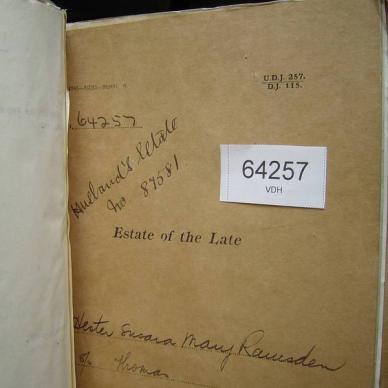 U.D.J. 257.
D.J. 115.
64257
Husband's Estate
No 87581
64257
VDH
Estate of the Late
Hester Susara Mary Ramsden
Thomas